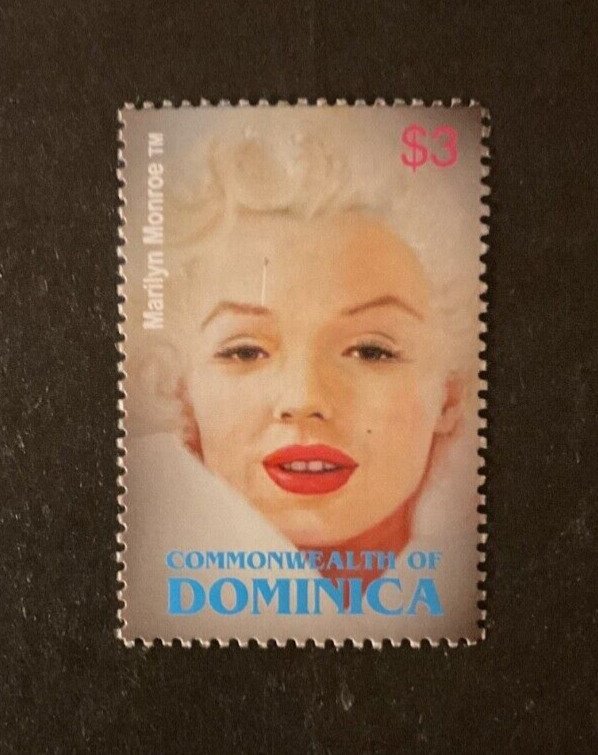 Marilyn Monroe TM
$3
COMMONWEALTH OF
DOMINICA